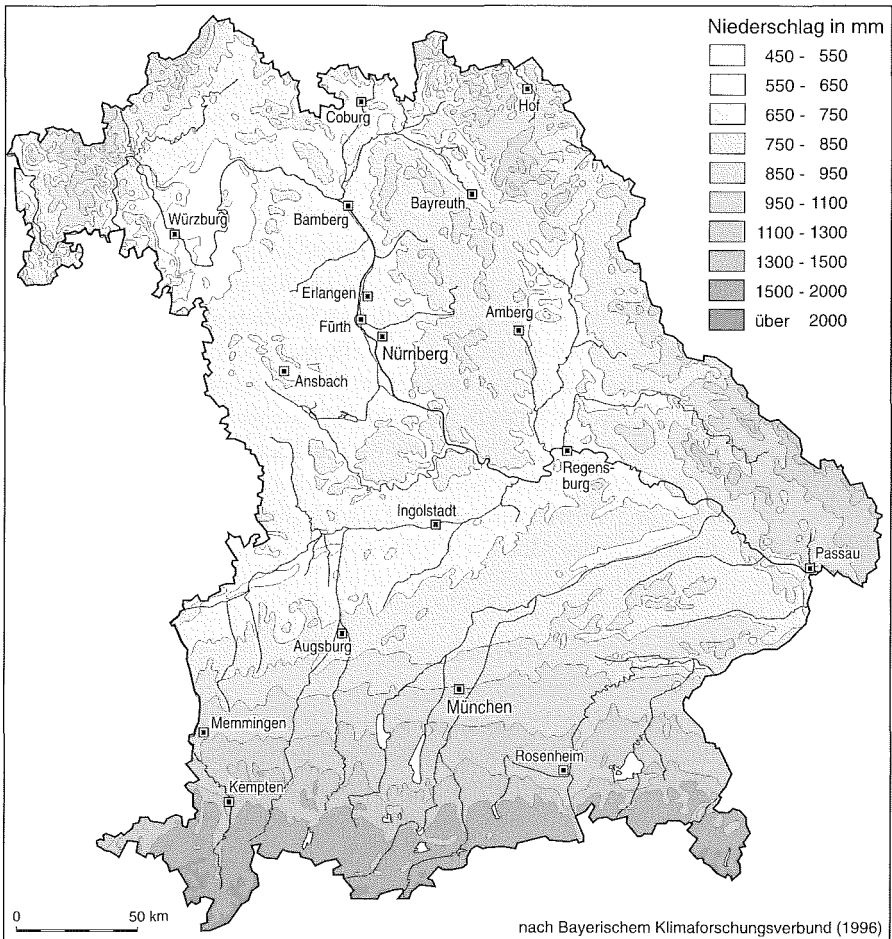 Niederschlag in mm
450 - 550
550 - 650
650 - 750
750 - 850
850 - 950
950 - 1100
1100 - 1300
1300 - 1500
1500 - 2000
über 2000
Hof
Coburg
Bayreuth
Bamberg
Würzburg
Erlangen
Fürth
Nürnberg
Amberg
Ansbach
Regens-
burg
Ingolstadt
Passau
Augsburg
München
Memmingen
Rosenheim
Kempten
0 50 km
nach Bayerischem Klimaforschungsverbund (1996)